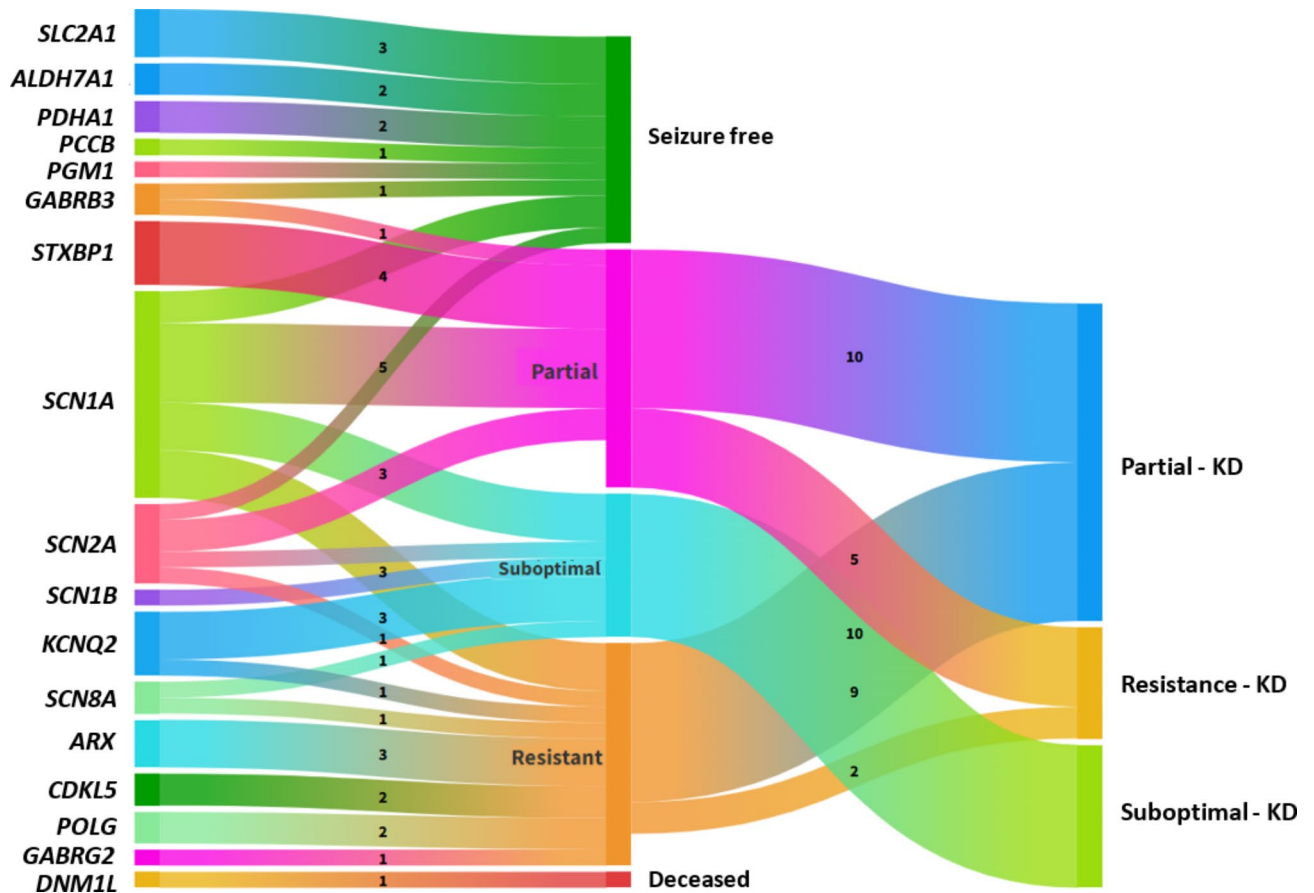 SLC2A1
ALDH7A1
PDHA1
PCCB
PGM1
GABRB3
STXBP1
SCN1A
SCN2A
SCN1B
KCNQ2
SCN8A
ARX
CDKL5
POLG
GABRG2
DNM1L
3
2
2
1
1
1
4
5
3
3
3
1
1
1
1
3
2
2
1
1
Seizure free
Partial
Suboptimal
Resistant
Deceased
10
5
10
9
2
Partial - KD
Resistance - KD
Suboptimal - KD